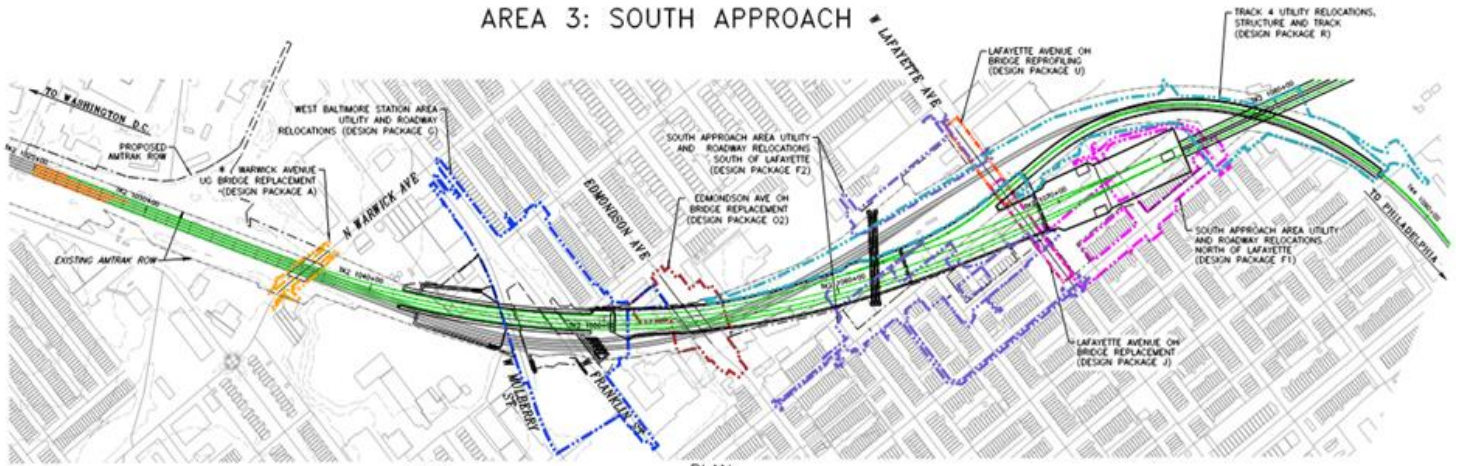 AREA 3: SOUTH APPROACH
TRACK 4 UTILITY RELOCATIONS,
STRUCTURE AND TRACK
(DESIGN PACKAGE R)
W LAFAYETTE AVE
LAFAYETTE AVENUE OH
BRIDGE REPROFILING
(DESIGN PACKAGE U)
TO WASHINGTON D.C.
WEST BALTIMORE STATION AREA
UTILITY AND ROADWAY
RELOCATIONS (DESIGN PACKAGE G)
PROPOSED
AMTRAK ROW
* WARWICK AVENUE
UG BRIDGE REPLACEMENT
(DESIGN PACKAGE A)
N WARWICK AVE
EDMONDSON AVE
SOUTH APPROACH AREA UTILITY
AND ROADWAY RELOCATIONS
SOUTH OF LAFAYETTE
(DESIGN PACKAGE F2)
EDMONDSON AVE OH
BRIDGE REPLACEMENT
(DESIGN PACKAGE O2)
EXISTING AMTRAK ROW
TO PHILADELPHIA
SOUTH APPROACH AREA UTILITY
AND ROADWAY RELOCATIONS
NORTH OF LAFAYETTE
(DESIGN PACKAGE F1)
LAFAYETTE AVENUE OH
BRIDGE REPLACEMENT
(DESIGN PACKAGE J)
W MULBERRY
ST
W FRANKLIN ST